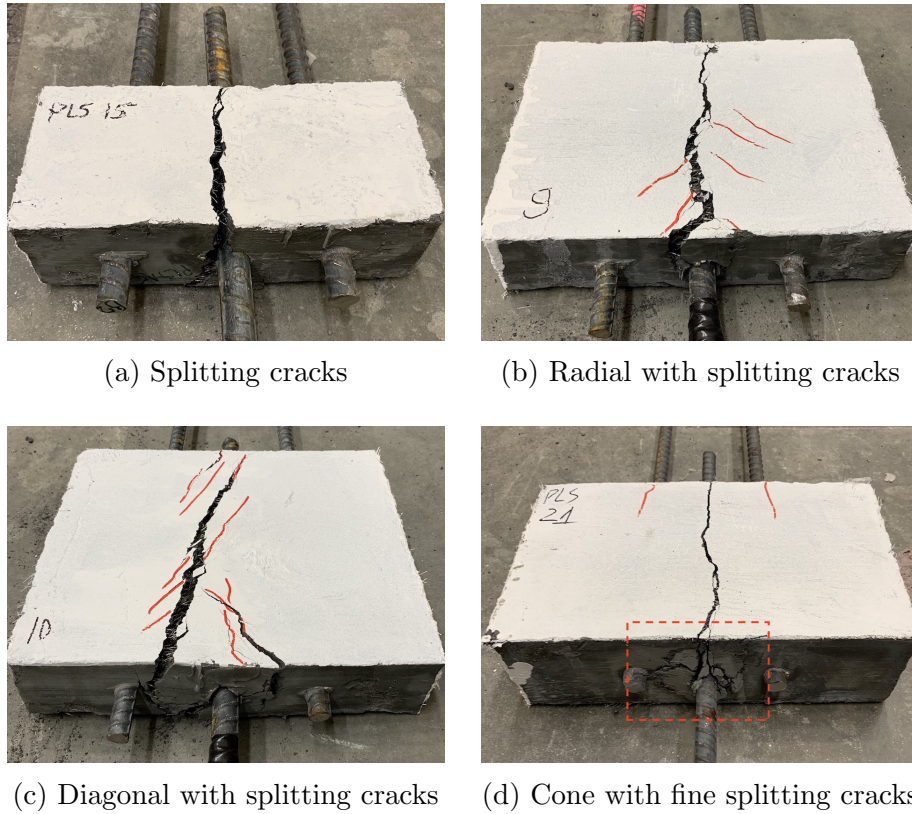 PLS 15
9
(a) Splitting cracks
(b) Radial with splitting cracks
10
PLS
21
(c) Diagonal with splitting cracks
(d) Cone with fine splitting cracks